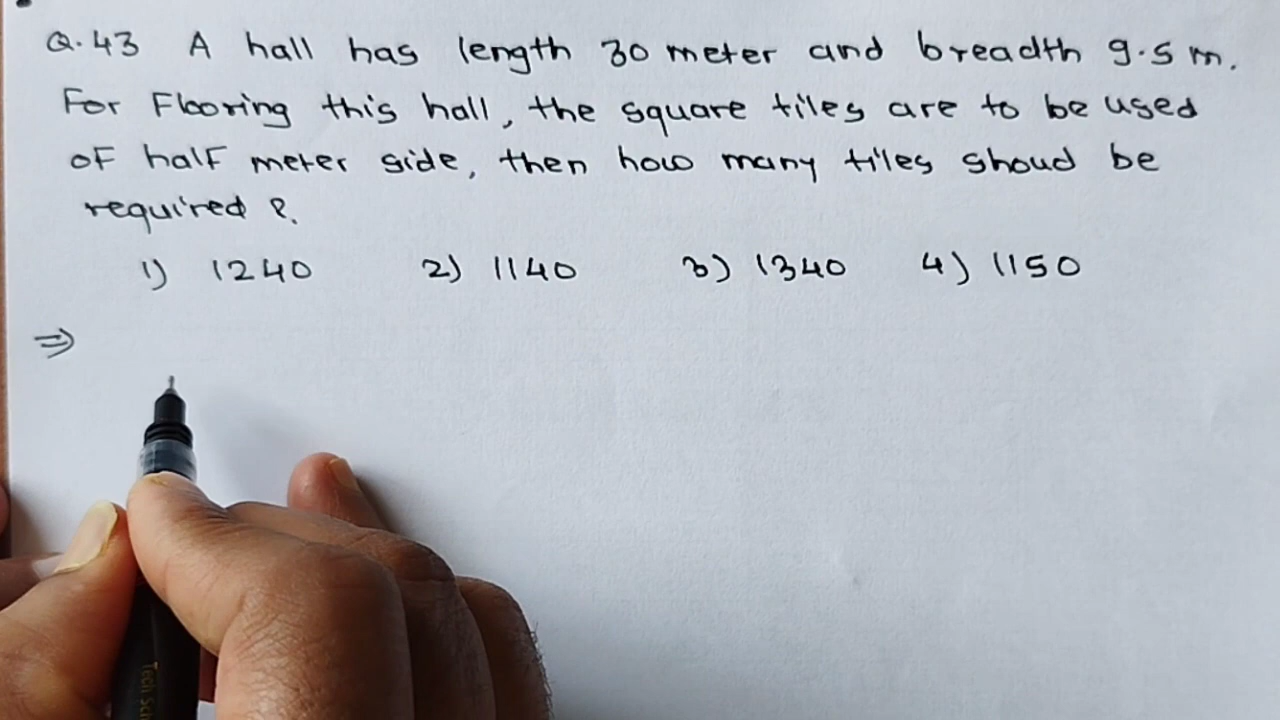 Q.43 A hall has length 30 meter and breadth 9.5 m.
For Flooring this hall, the square tiles are to be used
of half meter side, then how many tiles shoud be
required ?.
1) 1240 2) 1140 3) 1340 4) 1150
⇒